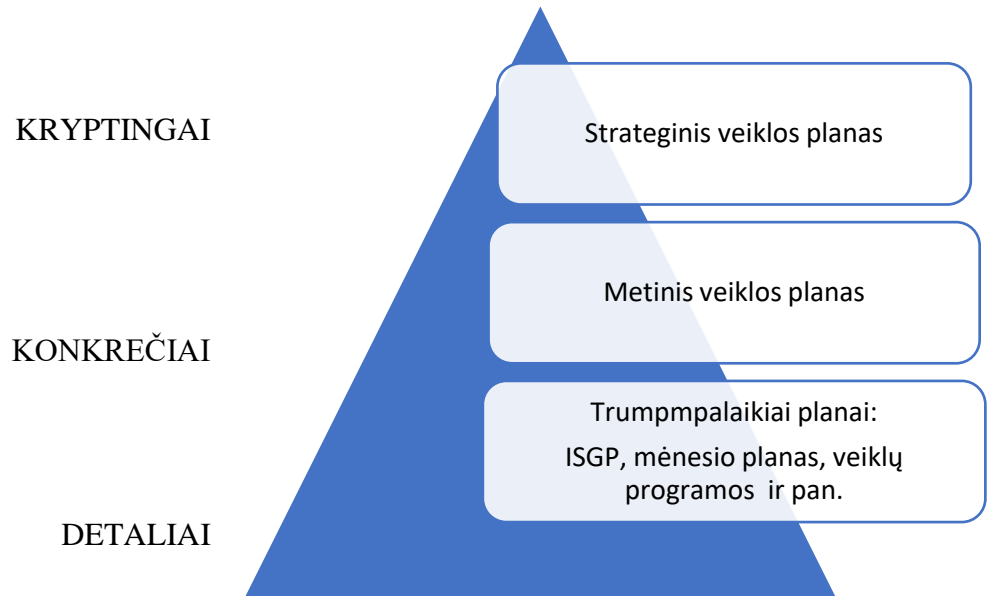 KRYPTINGAI
Strateginis veiklos planas
Metinis veiklos planas
KONKREČIAI
Trumpmpalaikiai planai:
ISGP, mėnesio planas, veiklų
programos ir pan.
DETALIAI